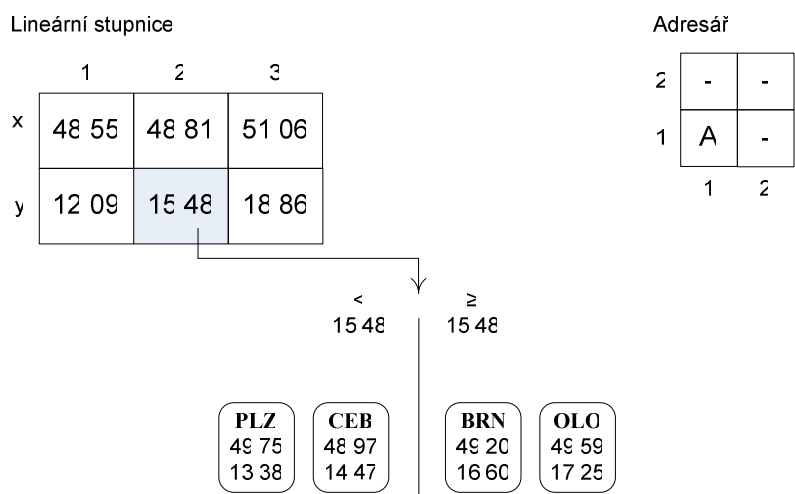 Lineární stupnice
1 2 3
x 48 55 48 81 51 06
y 12 09 15 48 18 86
Adresář
2 - -
1 A -
1 2
< ≥
15 48 15 48
PLZ CEB BRN OLO
49 75 48 97 49 20 49 59
13 38 14 47 16 60 17 25